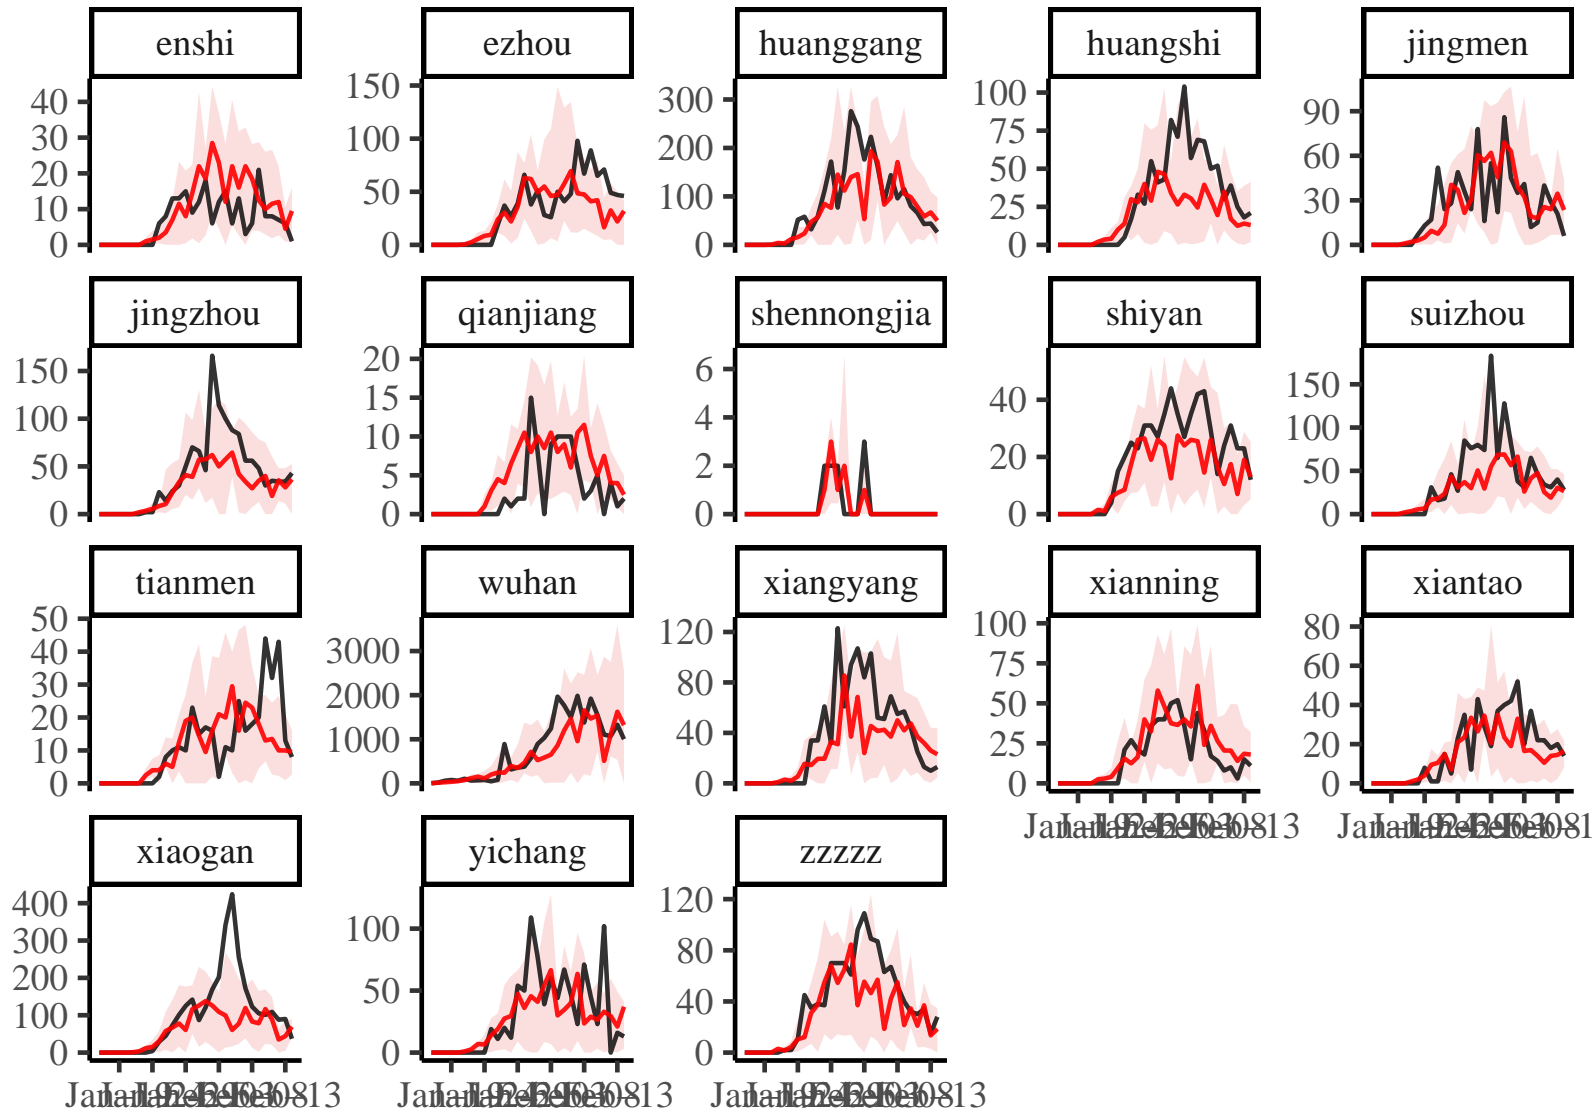 enshi ezhou huanggang huangshi jingmen
40 30 20 10 0
150 100 50 0
300 200 100 0
100 75 50 25 0
90 60 30 0
jingzhou qianjiang shennongjia shiyan suizhou
150 100 50 0
20 15 10 5 0
6 4 2 0
40 20 0
150 100 50 0
tianmen wuhan xiangyang xianning xiantao
50 40 30 20 10 0
3000 2000 1000 0
120 80 40 0
100 75 50 25 0
80 60 40 20 0
xiaogan yichang zzzzz
400 300 200 100 0
100 50 0
120 80 40 0